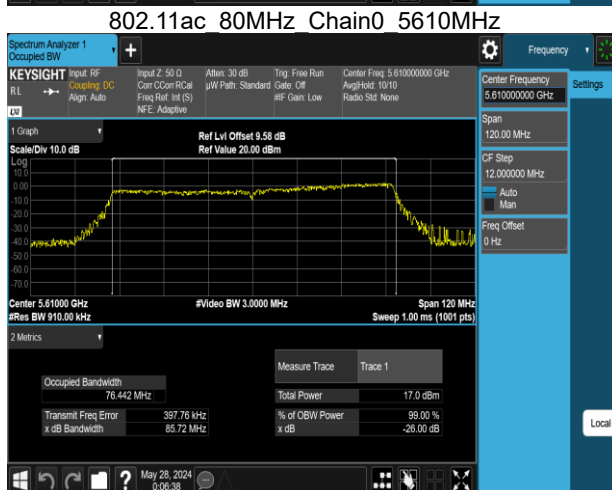 802.11ac_80MHz_Chain0_5610MHz
Spectrum Analyzer 1
Occupied BW
Frequency
KEYSIGHT
RL
LXI
Input: RF
Coupling: DC
Align: Auto
Input Z: 50 Ω
Corr CCorr RCal
Freq Ref: Int (S)
NFE: Adaptive
Atten: 30 dB
µW Path: Standard
Trig: Free Run
Gate: Off
#IF Gain: Low
Center Freq: 5.610000000 GHz
Avg|Hold: 10/10
Radio Std: None
Center Frequency
5.610000000 GHz
Settings
Span
120.00 MHz
CF Step
12.000000 MHz
Auto
Man
Freq Offset
0 Hz
Local
1 Graph
Scale/Div 10.0 dB
Ref Lvl Offset 9.58 dB
Ref Value 20.00 dBm
Log
10.0
0.00
-10.0
-20.0
-30.0
-40.0
-50.0
-60.0
-70.0
Center 5.61000 GHz
#Video BW 3.0000 MHz
Span 120 MHz
#Res BW 910.00 kHz
Sweep 1.00 ms (1001 pts)
2 Metrics
Measure Trace Trace 1
Occupied Bandwidth
76.442 MHz
Total Power 17.0 dBm
Transmit Freq Error 397.76 kHz
% of OBW Power 99.00 %
x dB Bandwidth 85.72 MHz
x dB -26.00 dB
?
May 28, 2024
0:06:38